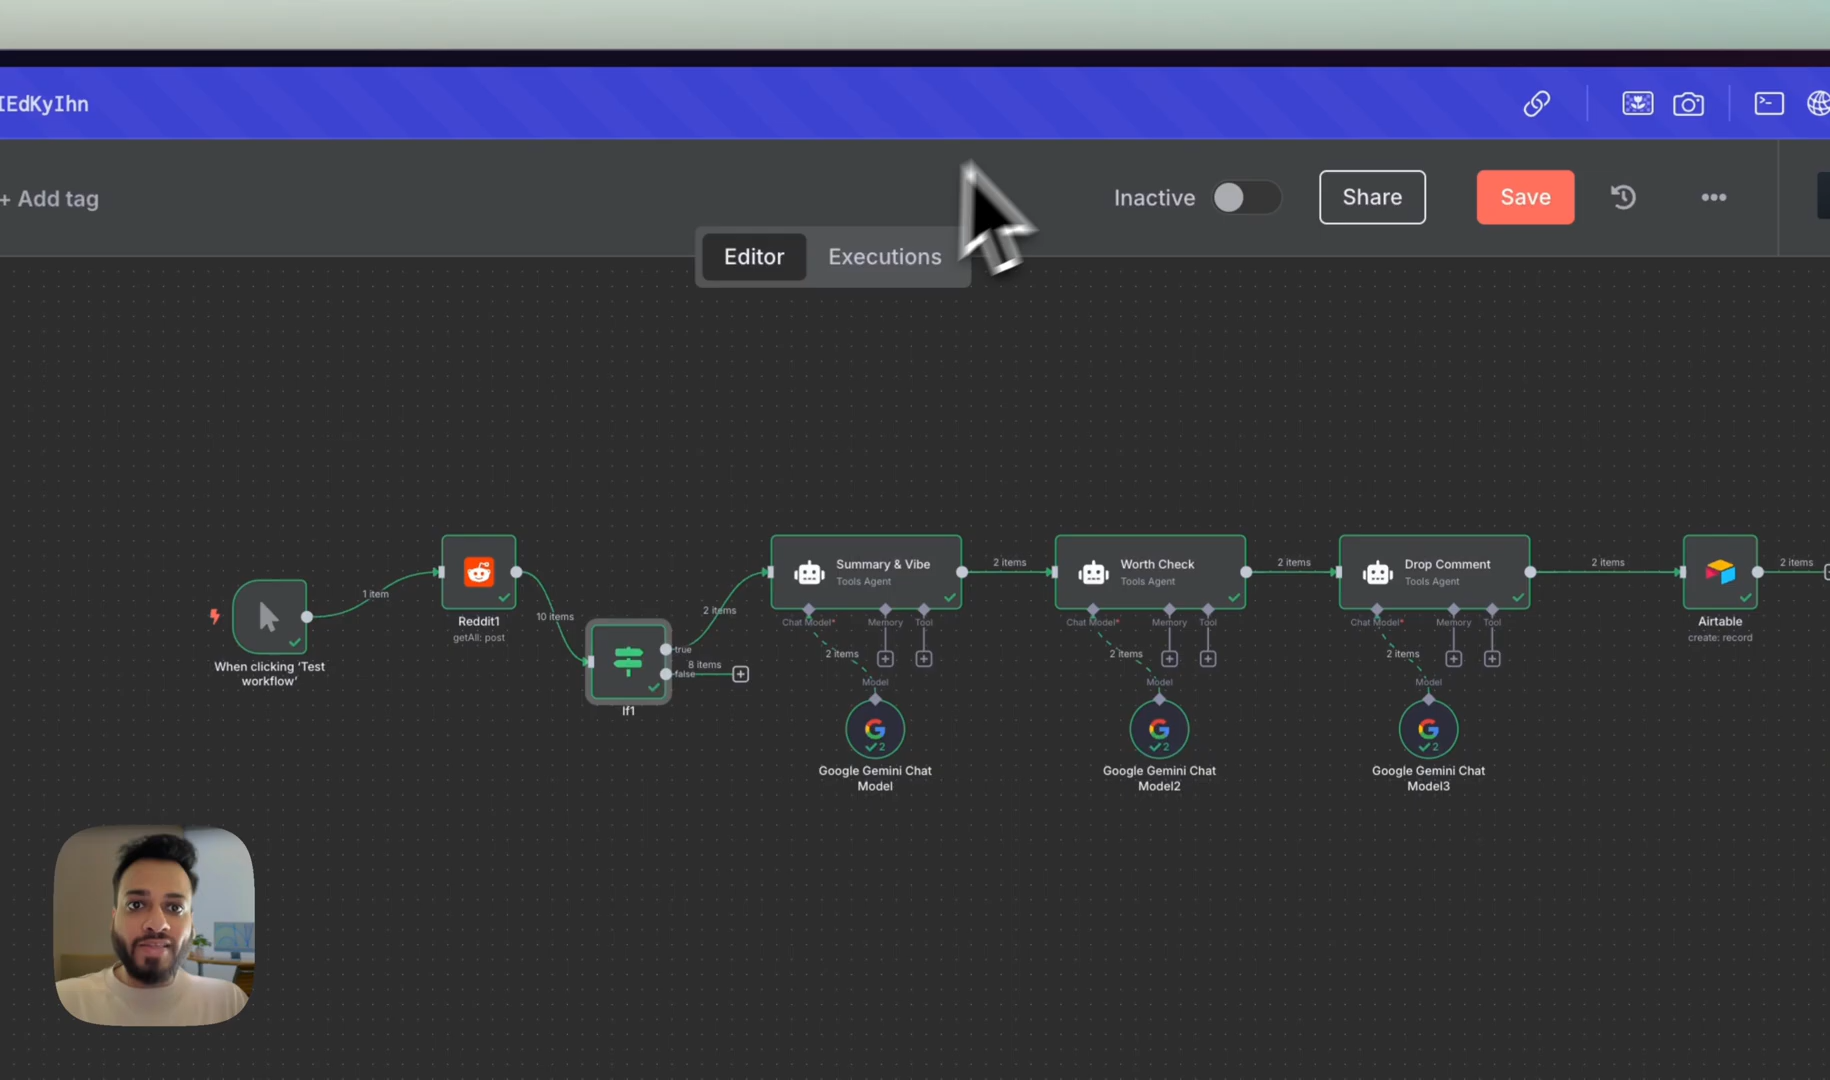 IEdKyIhn
+ Add tag
Inactive
Share
Save
Editor
Executions
1 item
Reddit1
getAll: post
10 items
When clicking ‘Test
workflow’
true
false
2 items
8 items
If1
Summary & Vibe
Tools Agent
Chat Model*
Memory
Tool
2 items
Model
2
Google Gemini Chat
Model
2 items
Worth Check
Tools Agent
Chat Model*
Memory
Tool
2 items
Model
2
Google Gemini Chat
Model2
2 items
Drop Comment
Tools Agent
Chat Model*
Memory
Tool
2 items
Model
2
Google Gemini Chat
Model3
2 items
Airtable
create: record
2 items